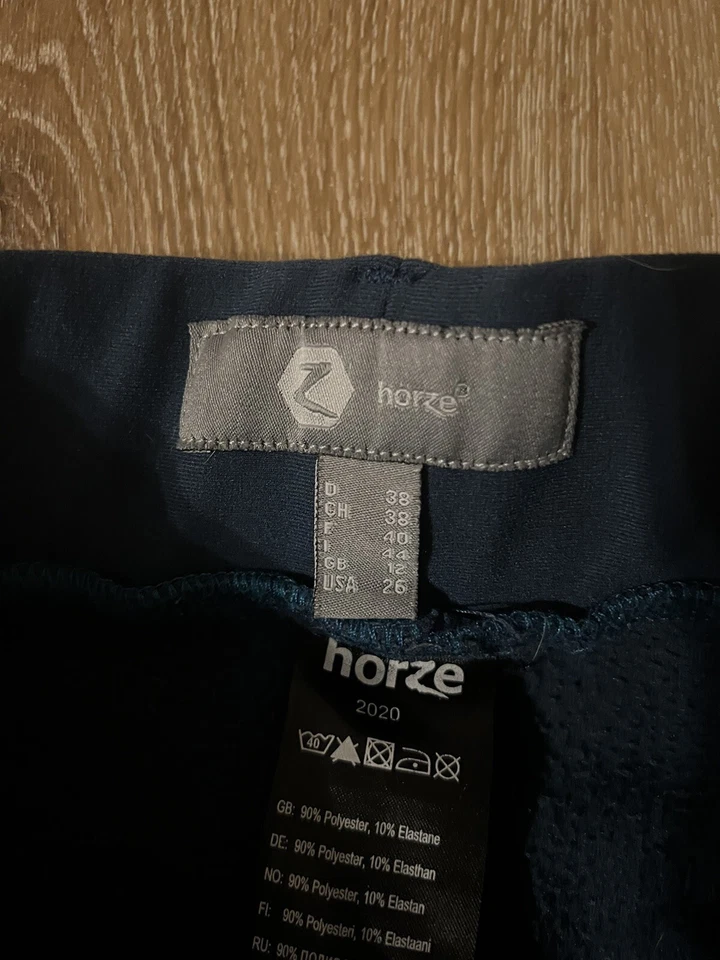 horze®
D 38
CH 38
F 40
I 44
GB 12
USA 26
horze
2020
40
GB: 90% Polyester, 10% Elastane
DE: 90% Polyester, 10% Elasthan
NO: 90% Polyester, 10% Elastan
FI: 90% Polyesteri, 10% Elastaani
RU: 90%